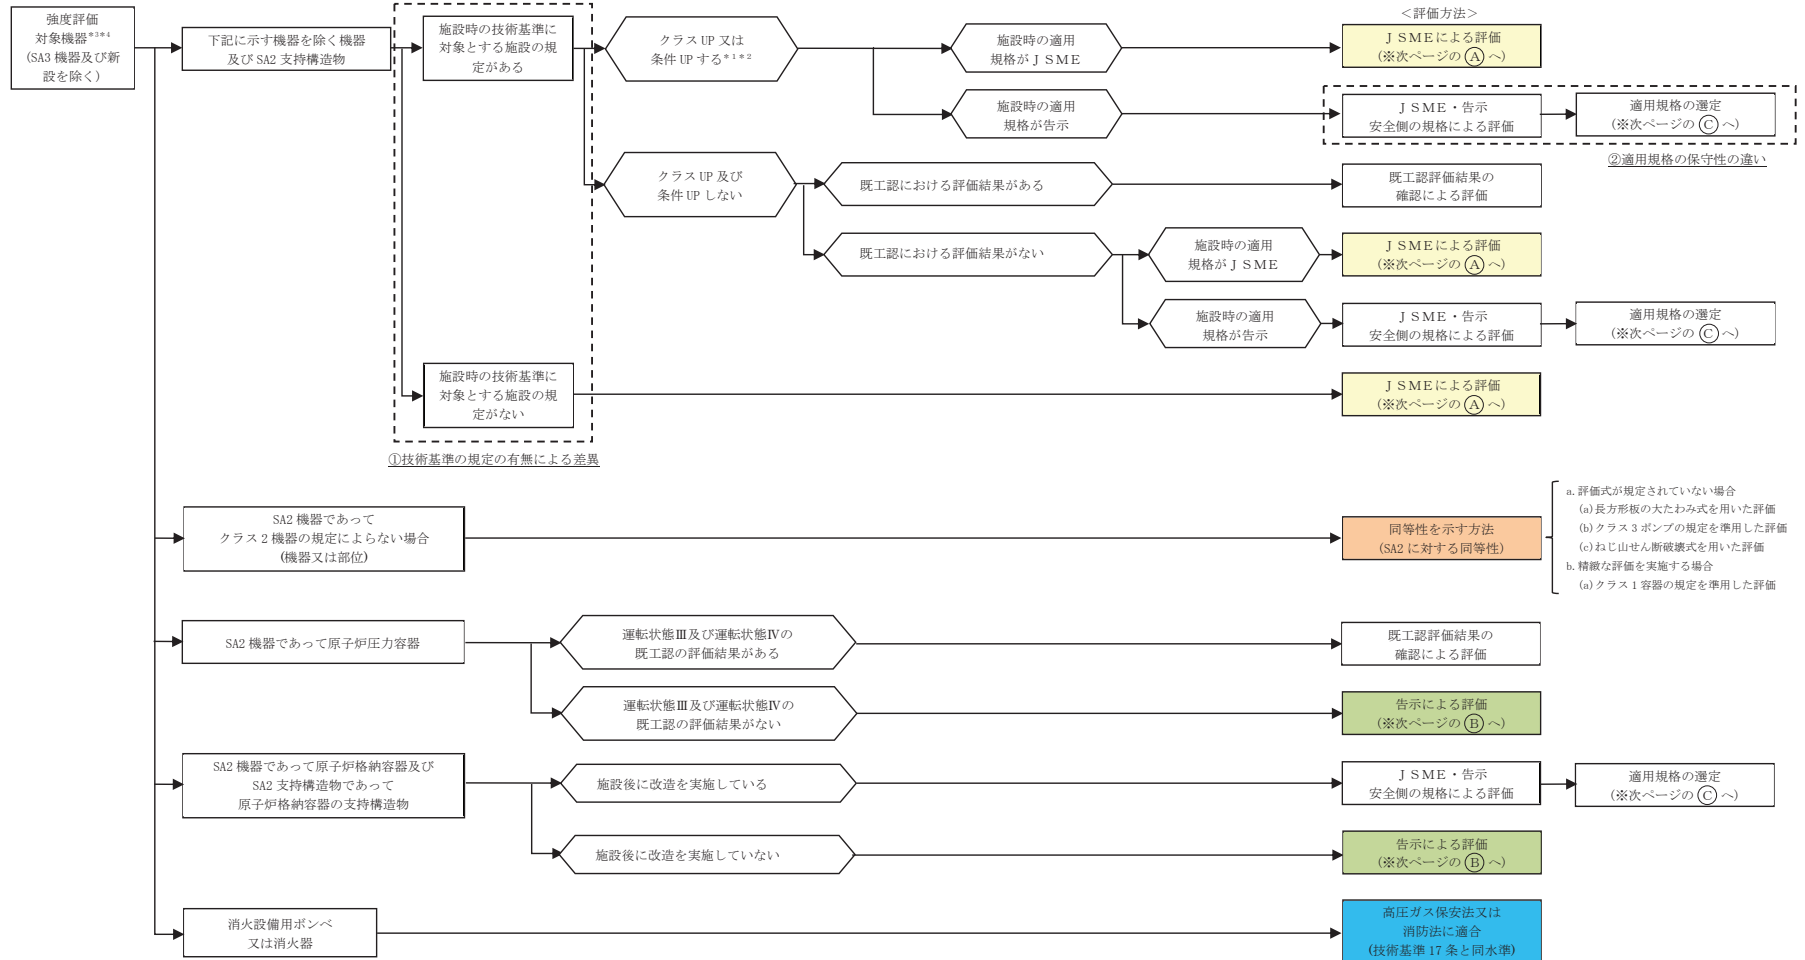 強度評価
対象機器*3*4
(SA3 機器及び新
設を除く)
下記に示す機器を除く機器
及び SA2 支持構造物
施設時の技術基準に
対象とする施設の規
定がある
クラス UP 又は
条件 UP する*1*2
施設時の適用
規格がＪＳＭＥ
＜評価方法＞
ＪＳＭＥによる評価
(※次ページの Ⓐ へ)
施設時の適用
規格が告示
ＪＳＭＥ・告示
安全側の規格による評価
適用規格の選定
(※次ページの Ⓒ へ)
②適用規格の保守性の違い
クラス UP 及び
条件 UP しない
既工認における評価結果がある
既工認評価結果の
確認による評価
既工認における評価結果がない
施設時の適用
規格がＪＳＭＥ
ＪＳＭＥによる評価
(※次ページの Ⓐ へ)
施設時の適用
規格が告示
ＪＳＭＥ・告示
安全側の規格による評価
適用規格の選定
(※次ページの Ⓒ へ)
施設時の技術基準に
対象とする施設の規
定がない
ＪＳＭＥによる評価
(※次ページの Ⓐ へ)
①技術基準の規定の有無による差異
SA2 機器であって
クラス 2 機器の規定によらない場合
(機器又は部位)
同等性を示す方法
(SA2 に対する同等性)
a. 評価式が規定されていない場合
(a)長方形板の大たわみ式を用いた評価
(b)クラス 3 ポンプの規定を準用した評価
(c)ねじ山せん断破壊式を用いた評価
b. 精緻な評価を実施する場合
(a)クラス 1 容器の規定を準用した評価
SA2 機器であって原子炉圧力容器
運転状態Ⅲ及び運転状態Ⅳの
既工認の評価結果がある
既工認評価結果の
確認による評価
運転状態Ⅲ及び運転状態Ⅳの
既工認の評価結果がない
告示による評価
(※次ページの Ⓑ へ)
SA2 機器であって原子炉格納容器及び
SA2 支持構造物であって
原子炉格納容器の支持構造物
施設後に改造を実施している
ＪＳＭＥ・告示
安全側の規格による評価
適用規格の選定
(※次ページの Ⓒ へ)
施設後に改造を実施していない
告示による評価
(※次ページの Ⓑ へ)
消火設備用ボンベ
又は消火器
高圧ガス保安法又は
消防法に適合
(技術基準 17 条と同水準)